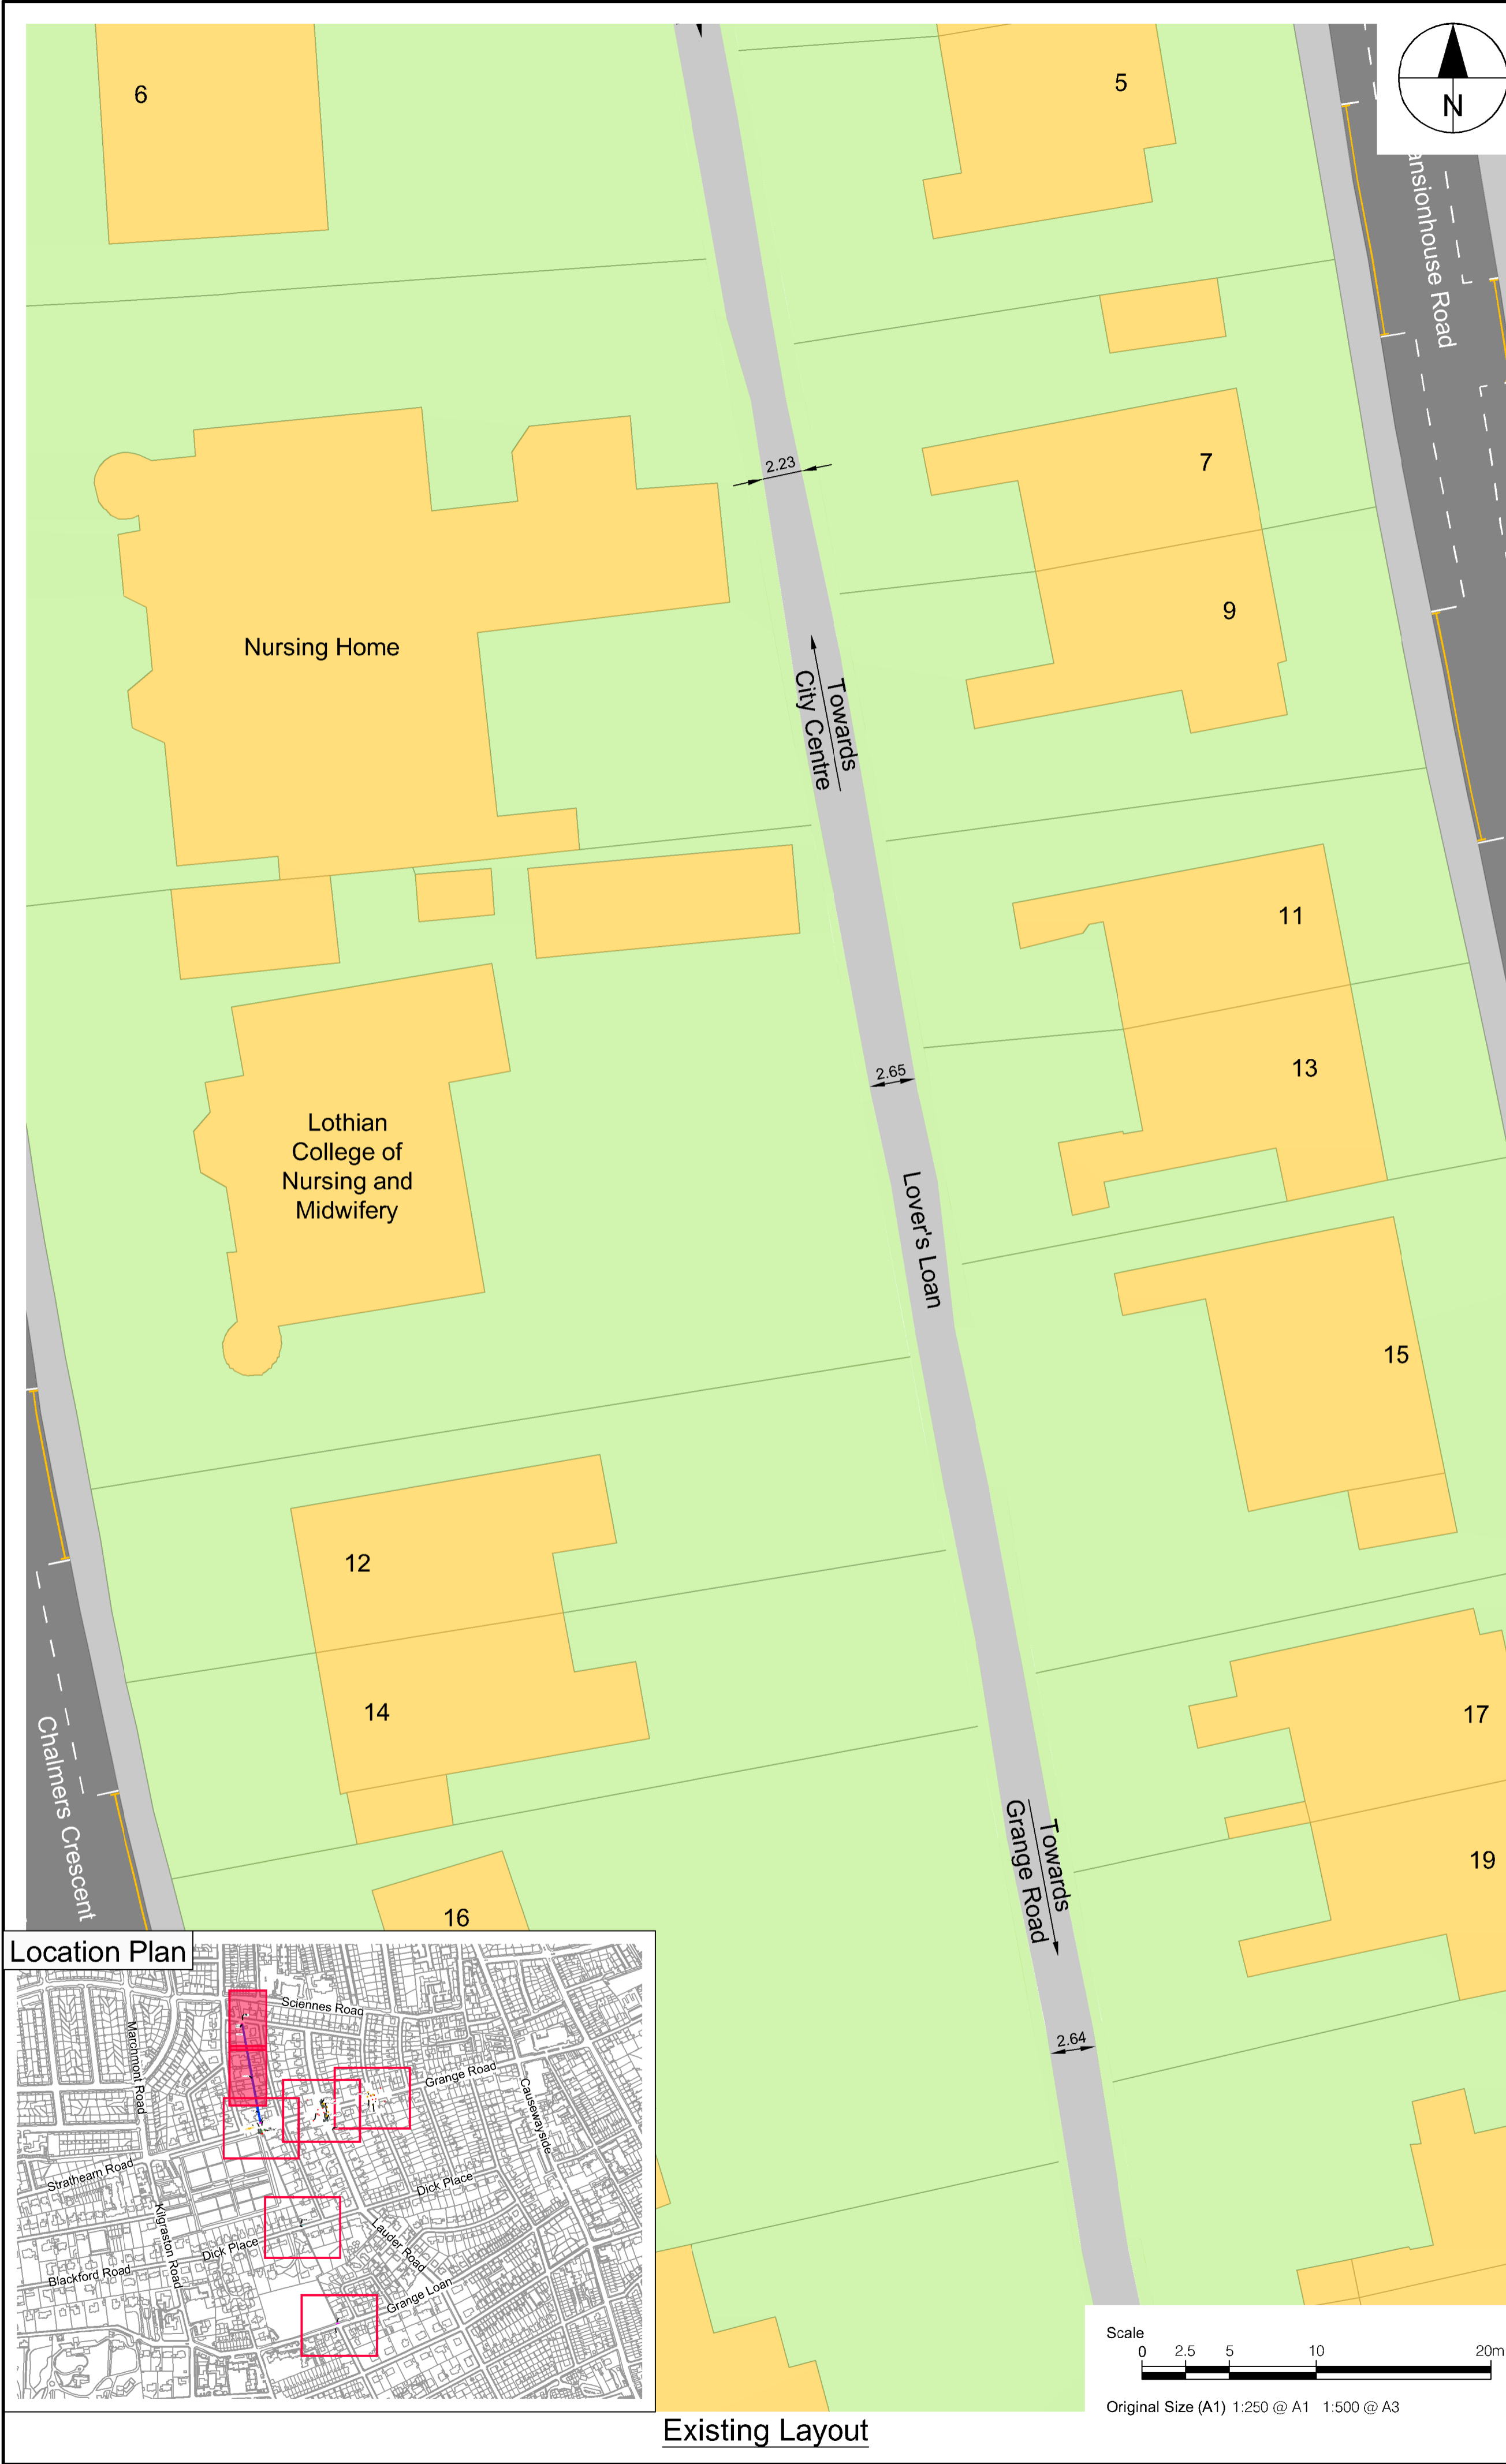 6
5
N
ansionhouse Road
2.23
7
9
Nursing Home
Towards
City Centre
11
2.65
13
Lothian
College of
Nursing and
Midwifery
Lover's Loan
15
12
14
17
Chalmers Crescent
Towards
Grange Road
19
16
Location Plan
Sciennes Road
Marchmont Road
Grange Road
Causewayside
Strathearn Road
Dick Place
Kilgraston Road
Lauder Road
Dick Place
Blackford Road
Grange Loan
2.64
Scale
0 2.5 5 10 20m
Original Size (A1) 1:250 @ A1 1:500 @ A3
Existing Layout